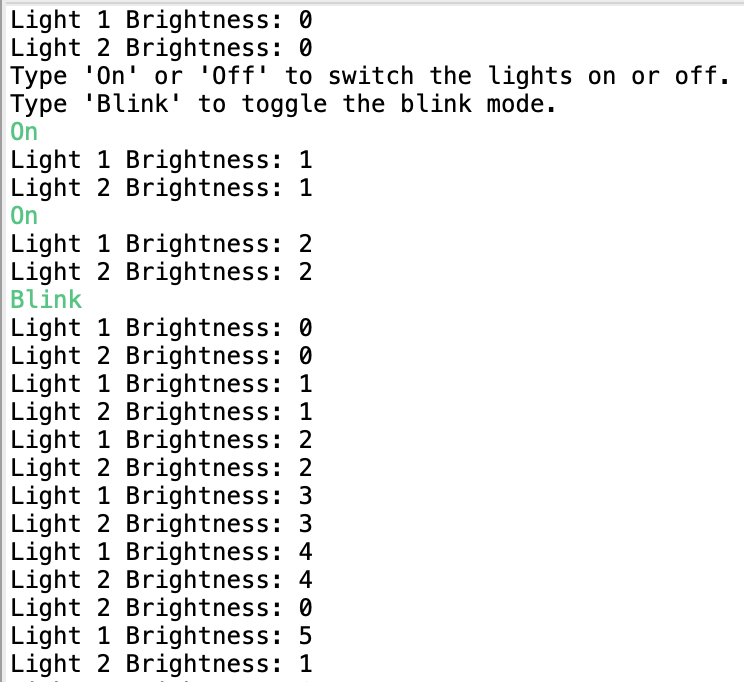 Light 1 Brightness: 0
Light 2 Brightness: 0
Type 'On' or 'Off' to switch the lights on or off.
Type 'Blink' to toggle the blink mode.
On
Light 1 Brightness: 1
Light 2 Brightness: 1
On
Light 1 Brightness: 2
Light 2 Brightness: 2
Blink
Light 1 Brightness: 0
Light 2 Brightness: 0
Light 1 Brightness: 1
Light 2 Brightness: 1
Light 1 Brightness: 2
Light 2 Brightness: 2
Light 1 Brightness: 3
Light 2 Brightness: 3
Light 1 Brightness: 4
Light 2 Brightness: 4
Light 2 Brightness: 0
Light 1 Brightness: 5
Light 2 Brightness: 1